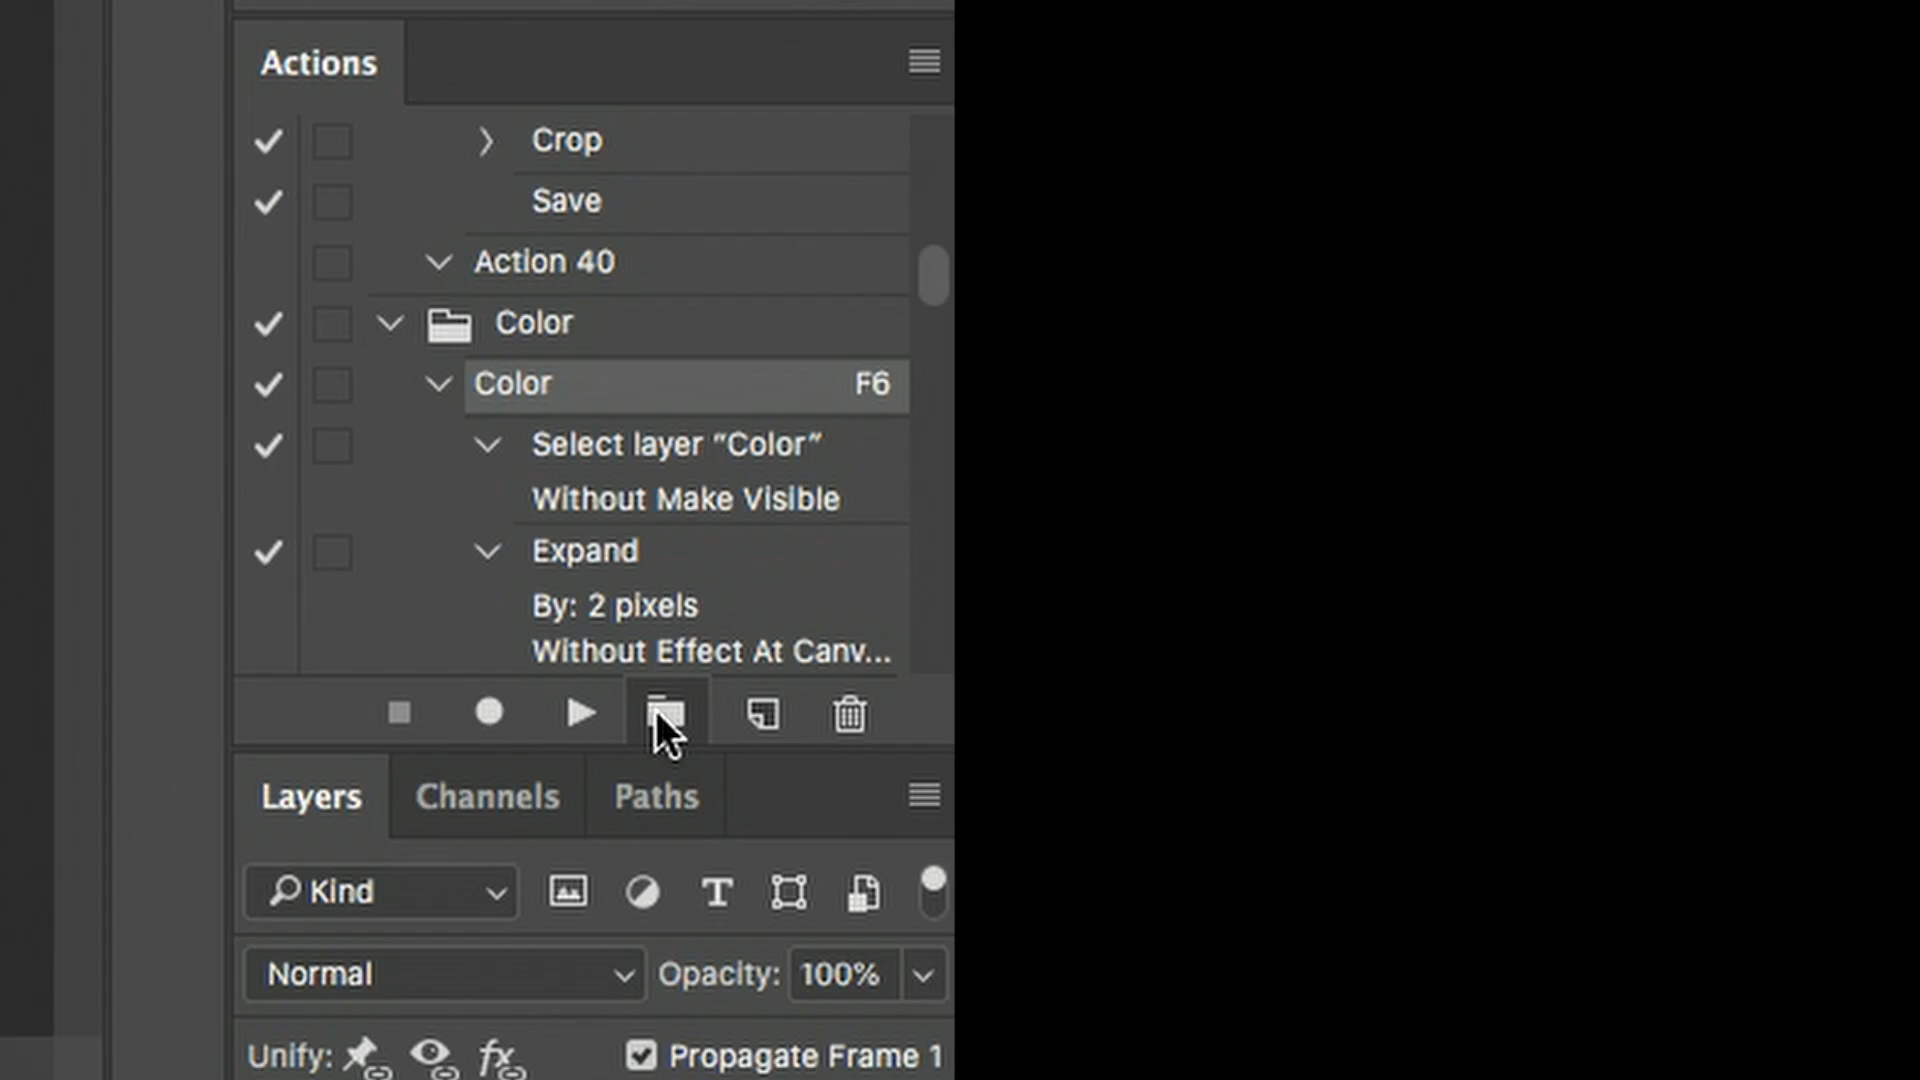 Actions
Crop
Save
Action 40
Color
Color F6
Select layer “Color”
Without Make Visible
Expand
By: 2 pixels
Without Effect At Canv...
Layers Channels Paths
Kind T
Normal Opacity: 100%
Unify: fx Propagate Frame 1